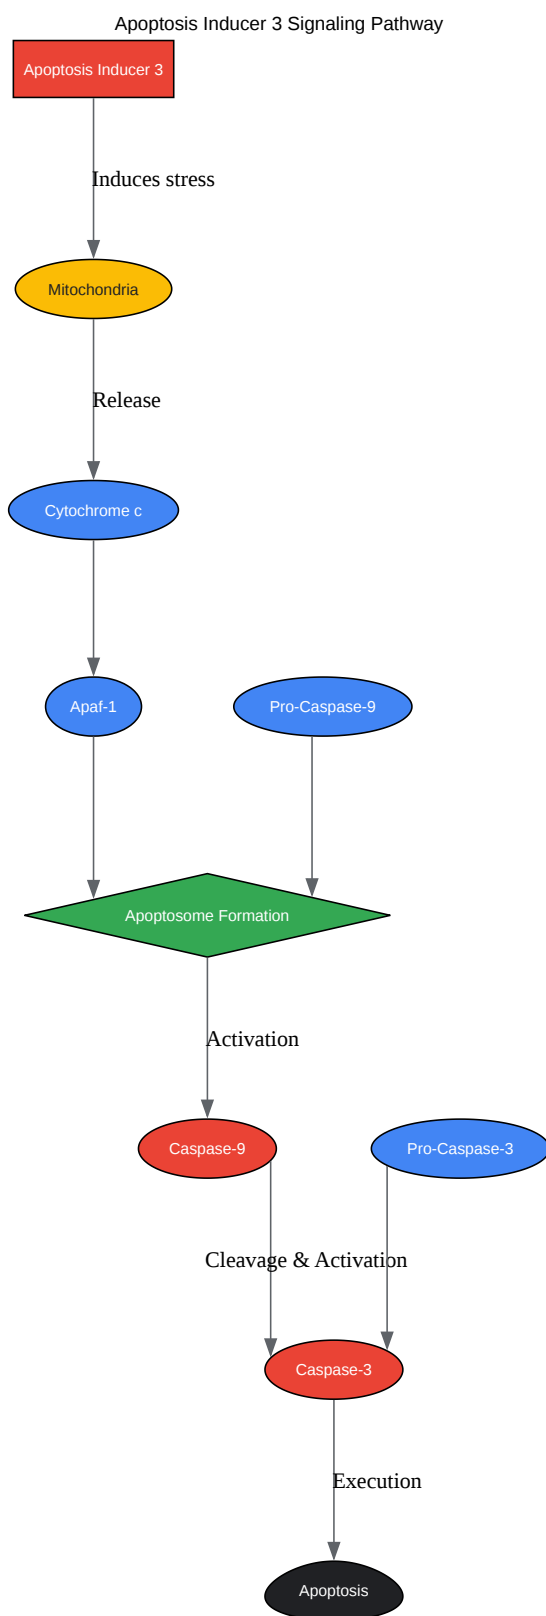 Apoptosis Inducer 3 Signaling Pathway
Apoptosis Inducer 3
Induces stress
Mitochondria
Release
Cytochrome c
Apaf-1
Pro-Caspase-9
Apoptosome Formation
Activation
Caspase-9
Pro-Caspase-3
Cleavage & Activation
Caspase-3
Execution
Apoptosis